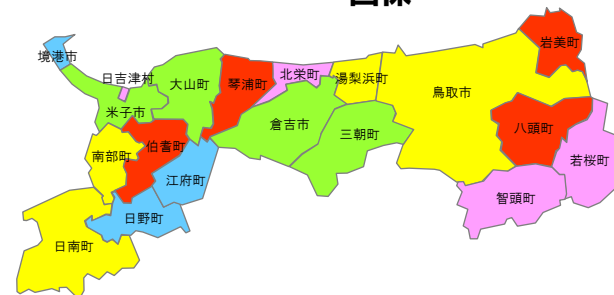 岩美町
境港市
北栄町
日吉津村
大山町
琴浦町
湯梨浜町
鳥取市
米子市
倉吉市
三朝町
八頭町
伯耆町
南部町
若桜町
江府町
智頭町
日野町
日南町